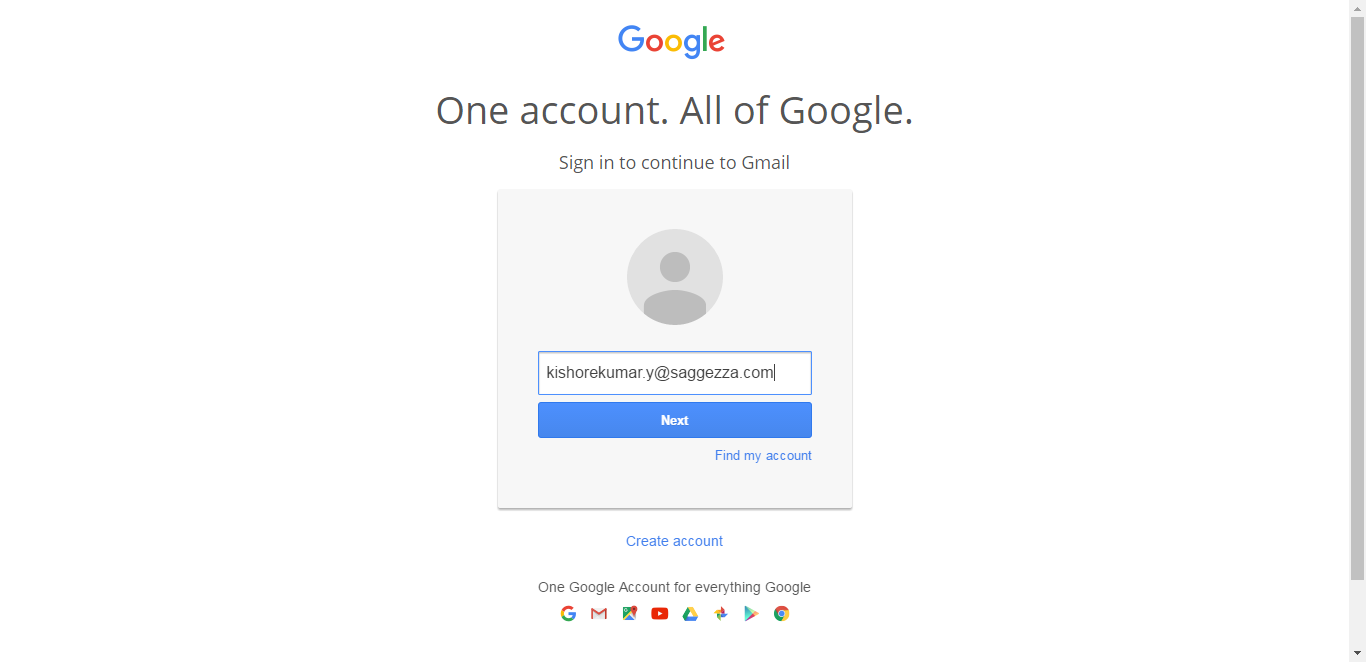 Google
One account. All of Google.
Sign in to continue to Gmail
kishorekumar.y@saggezza.com
Next
Find my account
Create account
One Google Account for everything Google